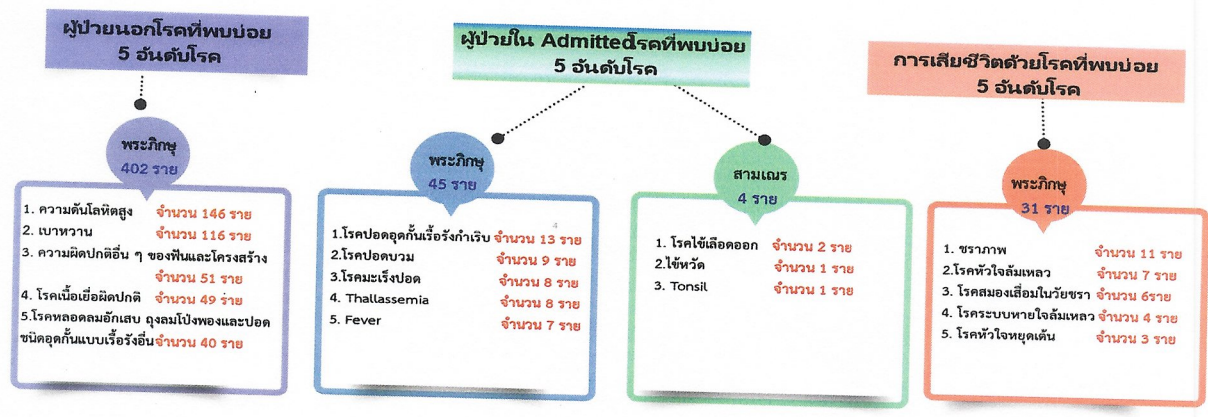 ผู้ป่วยนอกโรคที่พบบ่อย
5 อันดับโรค
พระภิกษุ
402 ราย
1. ความดันโลหิตสูง จำนวน 146 ราย
2. เบาหวาน จำนวน 116 ราย
3. ความผิดปกติอื่น ๆ ของฟันและโครงสร้าง
จำนวน 51 ราย
4. โรคเนื้อเยื่อผิดปกติ จำนวน 49 ราย
5.โรคหลอดลมอักเสบ ถุงลมโป่งพองและปอด
ชนิดอุดกั้นแบบเรื้อรังอื่นจำนวน 40 ราย
ผู้ป่วยใน Admittedโรคที่พบบ่อย
5 อันดับโรค
พระภิกษุ
45 ราย
1.โรคปอดอุดกั้นเรื้อรังกำเริบ จำนวน 13 ราย
2.โรคปอดบวม จำนวน 9 ราย
3.โรคมะเร็งปอด จำนวน 8 ราย
4. Thallassemia จำนวน 8 ราย
5. Fever จำนวน 7 ราย
สามเณร
4 ราย
1. โรคไข้เลือดออก จำนวน 2 ราย
2.ไข้หวัด จำนวน 1 ราย
3. Tonsil จำนวน 1 ราย
การเสียชีวิตด้วยโรคที่พบบ่อย
5 อันดับโรค
พระภิกษุ
31 ราย
1. ชราภาพ จำนวน 11 ราย
2.โรคหัวใจล้มเหลว จำนวน 7 ราย
3. โรคสมองเสื่อมในวัยชรา จำนวน 6ราย
4. โรคระบบหายใจล้มเหลว จำนวน 4 ราย
5. โรคหัวใจหยุดเต้น จำนวน 3 ราย